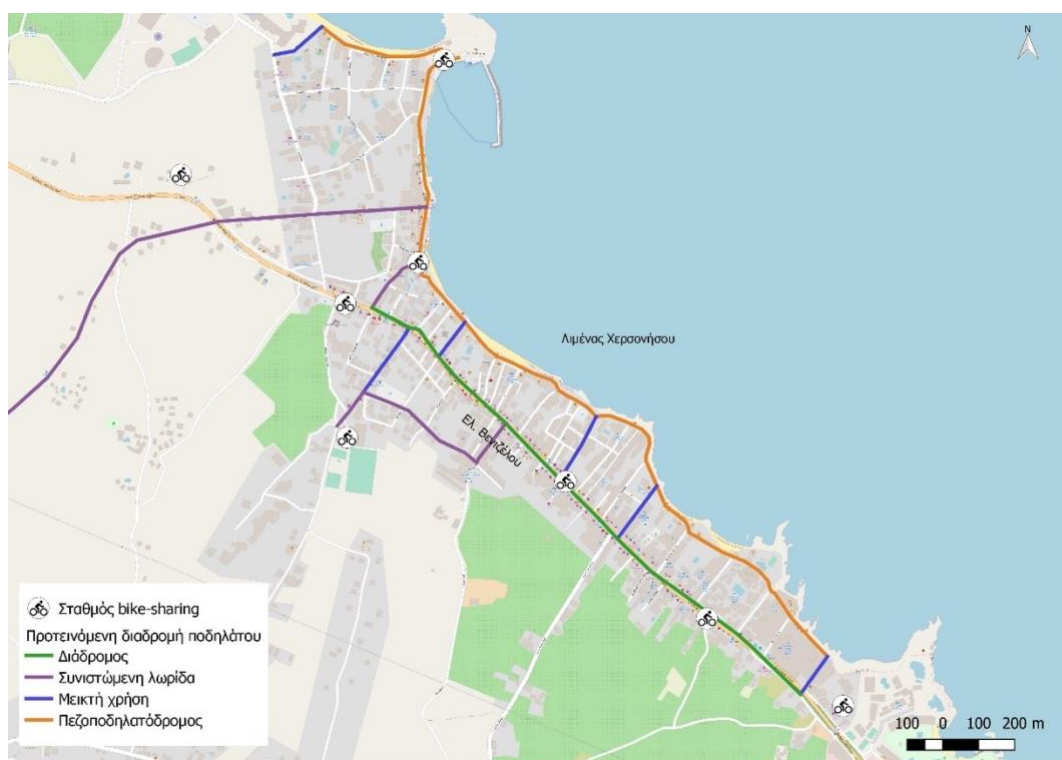 N
Λιμένας Χερσονήσου
Ελ. Βενιζέλου
Σταθμός bike-sharing
Προτεινόμενη διαδρομή ποδηλάτου
Διάδρομος
Συνιστώμενη λωρίδα
Μεικτή χρήση
Πεζοποδηλατόδρομος
100 0 100 200 m